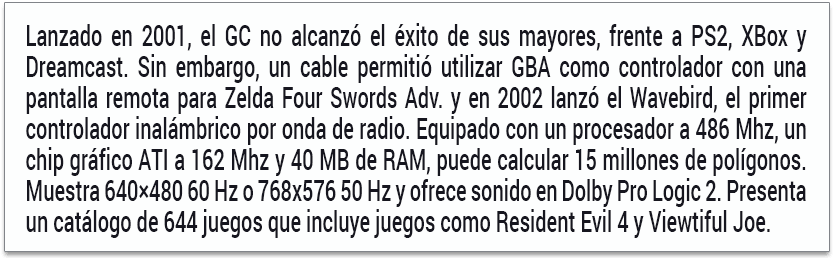 Lanzado en 2001, el GC no alcanzó el éxito de sus mayores, frente a PS2, XBox y
Dreamcast. Sin embargo, un cable permitió utilizar GBA como controlador con una
pantalla remota para Zelda Four Swords Adv. y en 2002 lanzó el Wavebird, el primer
controlador inalámbrico por onda de radio. Equipado con un procesador a 486 Mhz, un
chip gráfico ATI a 162 Mhz y 40 MB de RAM, puede calcular 15 millones de polígonos.
Muestra 640×480 60 Hz o 768x576 50 Hz y ofrece sonido en Dolby Pro Logic 2. Presenta
un catálogo de 644 juegos que incluye juegos como Resident Evil 4 y Viewtiful Joe.